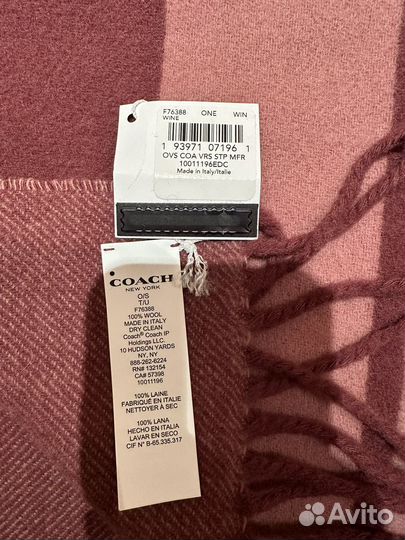 F76388 ONE WIN
WINE
1 93971 07196 1
OVS COA VRS STP MFR
10011196EDC
Made in Italy/Italie
COACH
NEW YORK
O/S
T/U
F76388
100% WOOL
MADE IN ITALY
DRY CLEAN
Coach® Coach IP
Holdings LLC.
10 HUDSON YARDS
NY, NY
888-262-6224
RN# 132154
CA# 57398
10011196
100% LAINE
FABRIQUÉ EN ITALIE
NETTOYER À SEC
100% LANA
HECHO EN ITALIA
LAVAR EN SECO
CIF Nº B-65.335.317
Avito